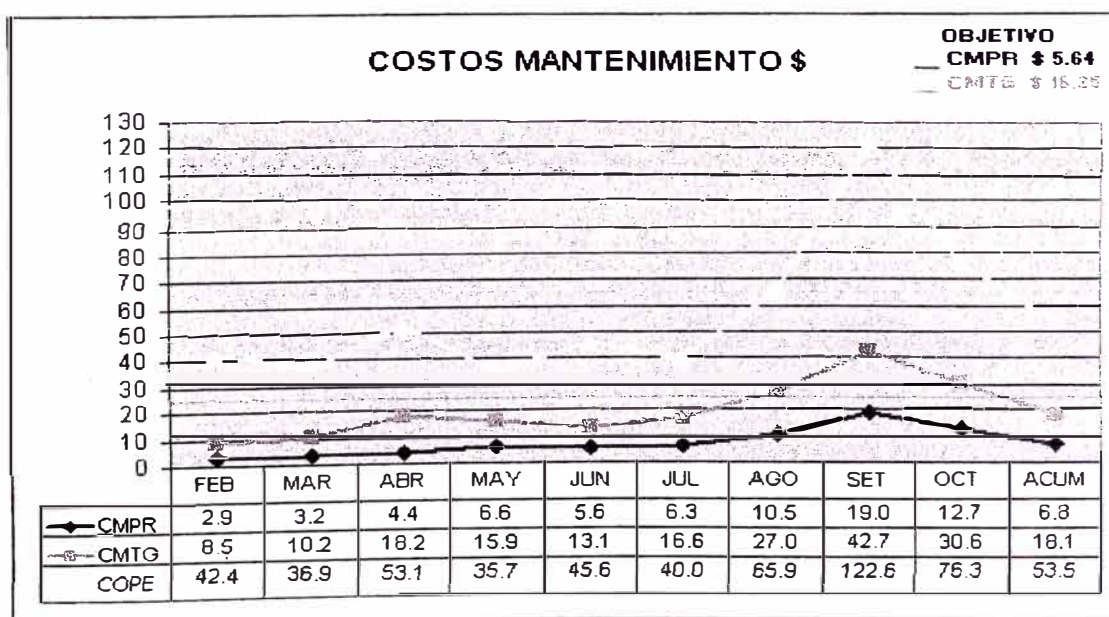 COSTOS MANTENIMIENTO $
OBJETIVO
CMPR $ 5.64
CMTG $
130
120
110
100
90
80
70
60
50
40
30
20
10
0
FEB MAR ABR MAY JUN JUL AGO SET OCT ACUM
CMPR 2.9 3.2 4.4 6.6 5.6 6.3 10.5 19.0 12.7 6.8
CMTG 8.5 10.2 18.2 15.9 13.1 16.6 27.0 42.7 30.6 18.1
COPE 42.4 36.9 53.1 35.7 45.6 40.0 65.9 122.6 76.3 53.5